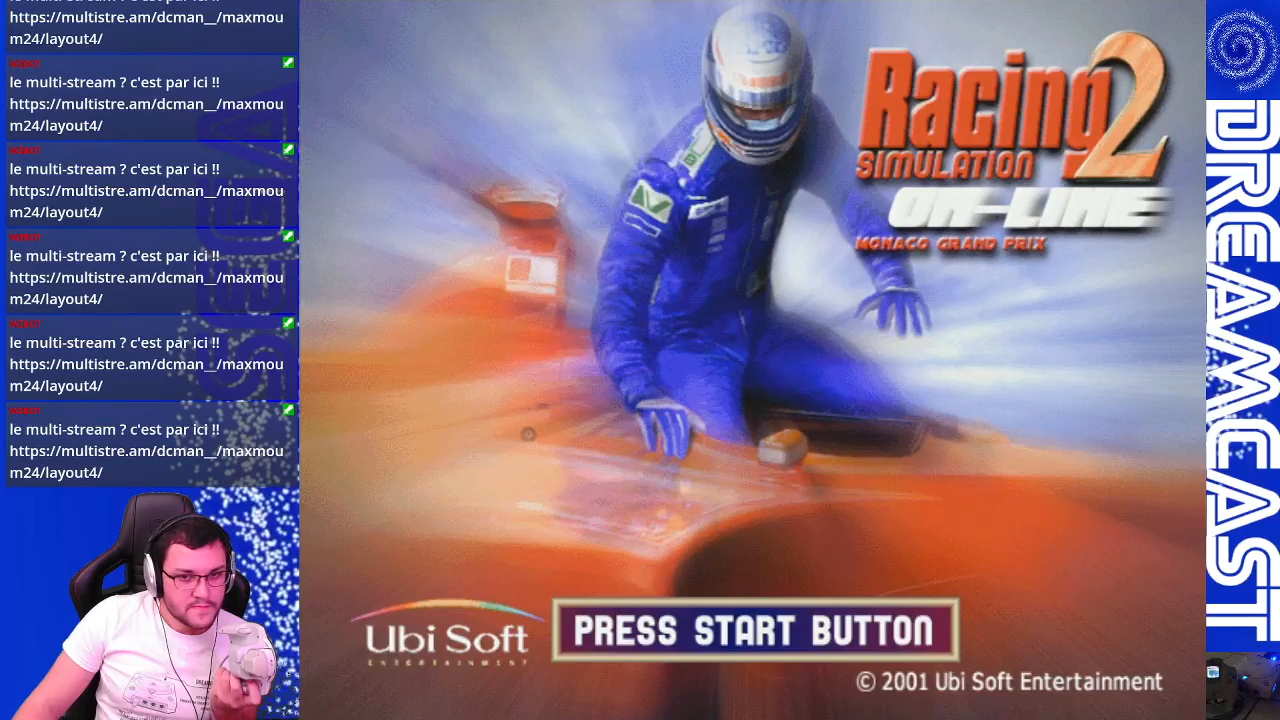 https://multistre.am/dcman__/maxmou
m24/layout4/
WIZEBOT
le multi-stream ? c'est par ici !!
https://multistre.am/dcman__/maxmou
m24/layout4/
le multi-stream ? c'est par ici !!
https://multistre.am/dcman__/maxmou
m24/layout4/
le multi-stream ? c'est par ici !!
https://multistre.am/dcman__/maxmou
m24/layout4/
le multi-stream ? c'est par ici !!
https://multistre.am/dcman__/maxmou
m24/layout4/
le multi-stream ? c'est par ici !!
https://multistre.am/dcman__/maxmou
m24/layout4/
SEGA
Racing 2
SIMULATION
ON-LINE
MONACO GRAND PRIX
Ubi Soft
ENTERTAINMENT
PRESS START BUTTON
© 2001 Ubi Soft Entertainment
DREAMCAST